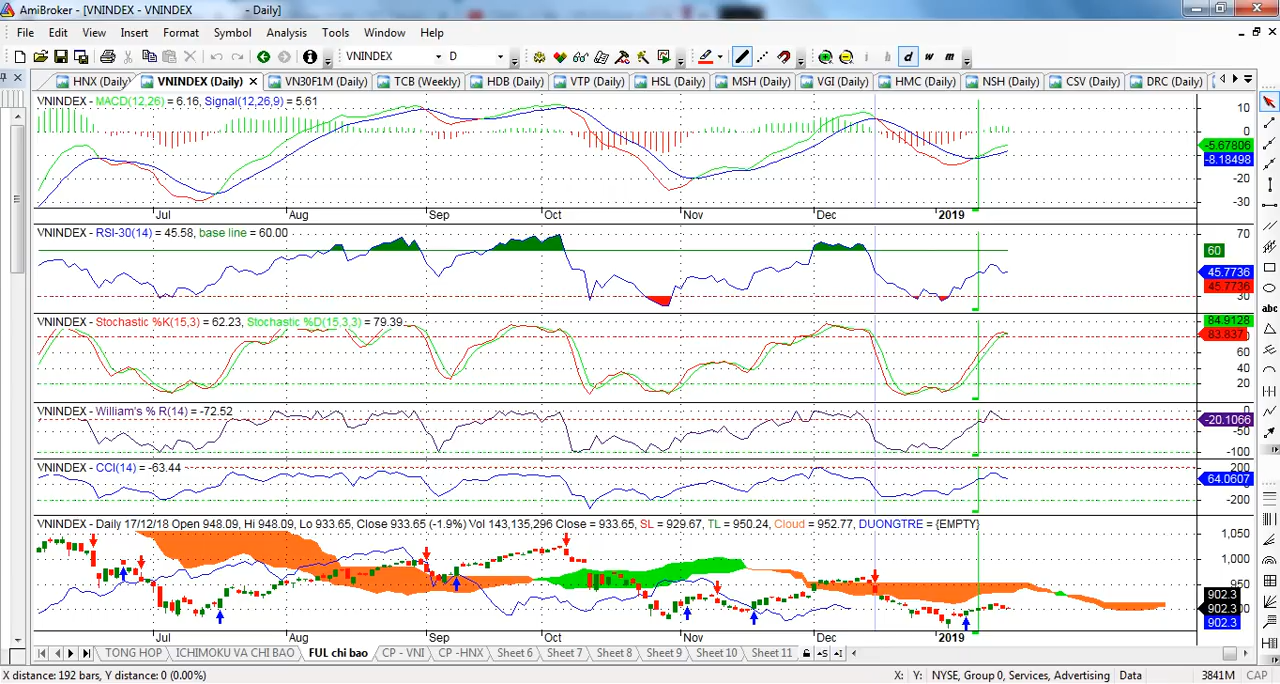 AmiBroker - [VNINDEX - VNINDEX - Daily]
File Edit View Insert Format Symbol Analysis Tools Window Help
VNINDEX D i h d w m
HNX (Daily) VNINDEX (Daily) VN30F1M (Daily) TCB (Weekly) HDB (Daily) VTP (Daily) HSL (Daily) MSH (Daily) VGI (Daily) HMC (Daily) NSH (Daily) CSV (Daily) DRC (Daily)
VNINDEX - MACD(12,26) = 6.16, Signal(12,26,9) = 5.61
10
0
-5.67806
-8.18498
-20
-30
Jul Aug Sep Oct Nov Dec 2019
VNINDEX - RSI-30(14) = 45.58, base line = 60.00
70
60
45.7736
45.7736
30
VNINDEX - Stochastic %K(15,3) = 62.23, Stochastic %D(15,3,3) = 79.39
84.9128
83.837
60
40
20
VNINDEX - William's % R(14) = -72.52
0
-20.1066
-50
-100
VNINDEX - CCI(14) = -63.44
200
64.0607
-200
VNINDEX - Daily 17/12/18 Open 948.09, Hi 948.09, Lo 933.65, Close 933.65 (-1.9%) Vol 143,135,296 Close = 933.65, SL = 929.67, TL = 950.24, Cloud = 952.77, DUONGTRE = {EMPTY}
1,050
1,000
950
902.3
902.3
902.3
Jul Aug Sep Oct Nov Dec 2019
TONG HOP ICHIMOKU VA CHI BAO FUL chi bao CP - VNI CP -HNX Sheet 6 Sheet 7 Sheet 8 Sheet 9 Sheet 10 Sheet 11
X distance: 192 bars, Y distance: 0 (0.00%) X: Y: NYSE, Group 0, Services, Advertising Data 3841M CAP
abc